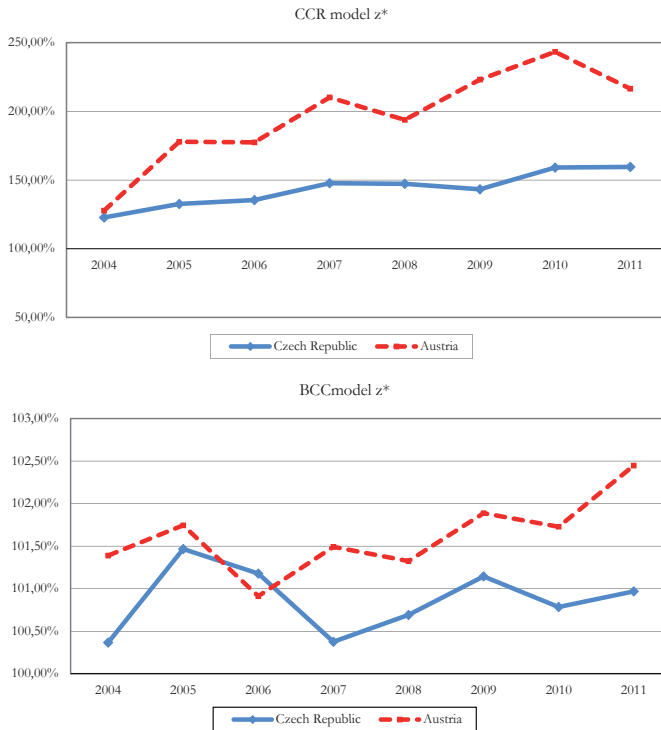 CCR model z*
250,00%
200,00%
150,00%
100,00%
50,00%
2004 2005 2006 2007 2008 2009 2010 2011
Czech Republic Austria
BCCmodel z*
103,00%
102,50%
102,00%
101,50%
101,00%
100,50%
100,00%
2004 2005 2006 2007 2008 2009 2010 2011
Czech Republic Austria